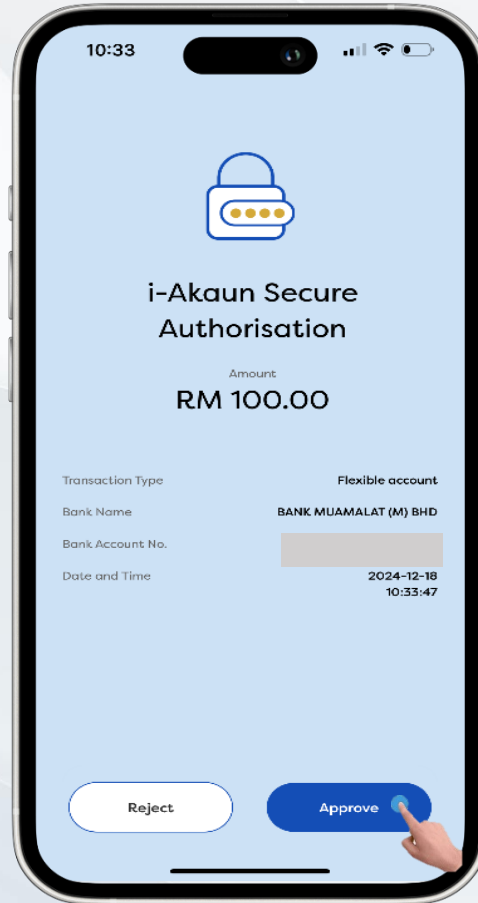 10:33
i-Akaun Secure
Authorisation
Amount
RM 100.00
Transaction Type Flexible account
Bank Name BANK MUAMALAT (M) BHD
Bank Account No.
Date and Time 2024-12-18
10:33:47
Reject Approve